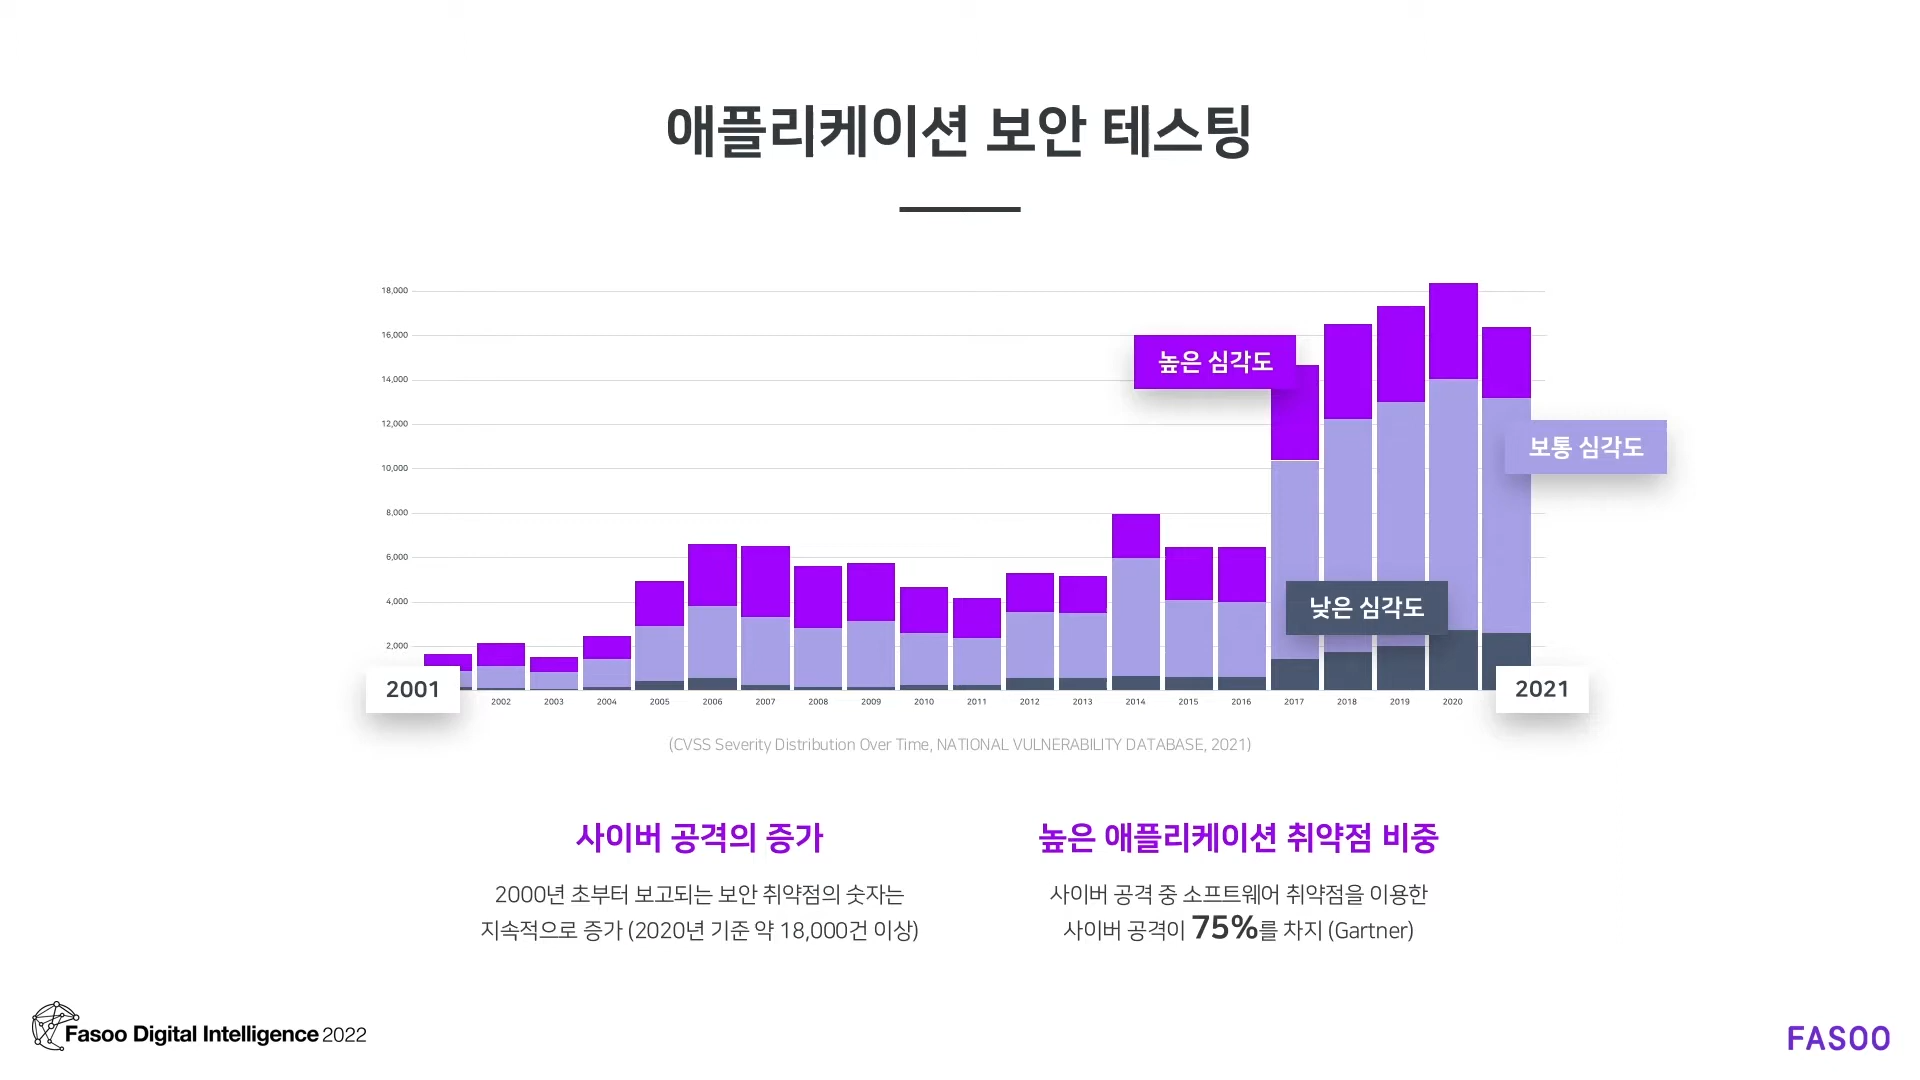 애플리케이션 보안 테스팅
18,000
16,000
14,000
12,000
10,000
8,000
6,000
4,000
2,000
높은 심각도
보통 심각도
낮은 심각도
2001
2002
2003
2004
2005
2006
2007
2008
2009
2010
2011
2012
2013
2014
2015
2016
2017
2018
2019
2020
2021
(CVSS Severity Distribution Over Time, NATIONAL VULNERABILITY DATABASE, 2021)
사이버 공격의 증가
2000년 초부터 보고되는 보안 취약점의 숫자는
지속적으로 증가 (2020년 기준 약 18,000건 이상)
높은 애플리케이션 취약점 비중
사이버 공격 중 소프트웨어 취약점을 이용한
사이버 공격이 75%를 차지 (Gartner)
Fasoo Digital Intelligence 2022
FASOO